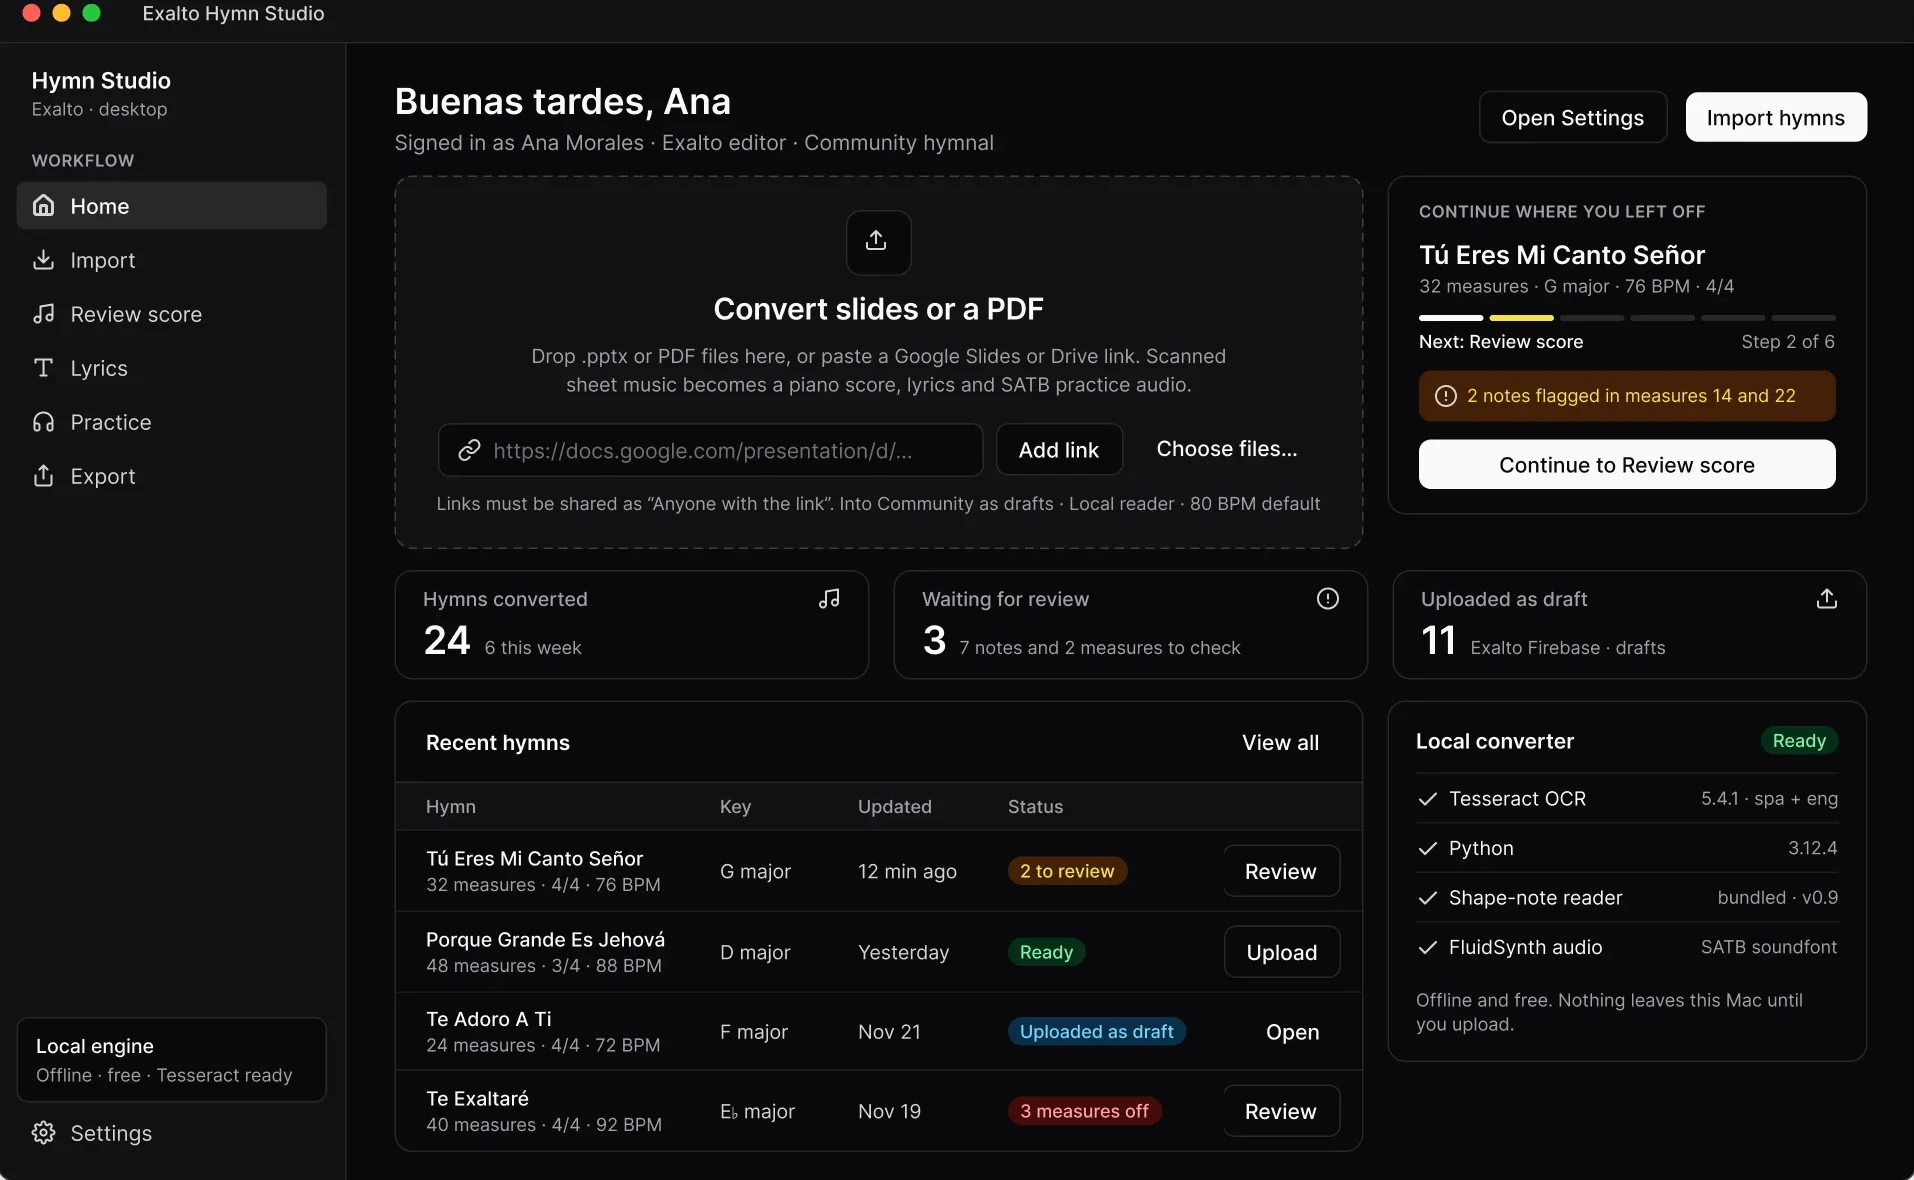 Exalto Hymn Studio
Hymn Studio
Exalto · desktop
WORKFLOW
Home
Import
Review score
Lyrics
Practice
Export
Local engine
Offline · free · Tesseract ready
Settings
Buenas tardes, Ana
Signed in as Ana Morales · Exalto editor · Community hymnal
Open Settings
Import hymns
Convert slides or a PDF
Drop .pptx or PDF files here, or paste a Google Slides or Drive link. Scanned
sheet music becomes a piano score, lyrics and SATB practice audio.
https://docs.google.com/presentation/d/...
Add link
Choose files...
Links must be shared as “Anyone with the link”. Into Community as drafts · Local reader · 80 BPM default
CONTINUE WHERE YOU LEFT OFF
Tú Eres Mi Canto Señor
32 measures · G major · 76 BPM · 4/4
Next: Review score
Step 2 of 6
2 notes flagged in measures 14 and 22
Continue to Review score
Hymns converted
24 6 this week
Waiting for review
3 7 notes and 2 measures to check
Uploaded as draft
11 Exalto Firebase · drafts
Recent hymns
View all
Hymn Key Updated Status
Tú Eres Mi Canto Señor
32 measures · 4/4 · 76 BPM
G major
12 min ago
2 to review
Review
Porque Grande Es Jehová
48 measures · 3/4 · 88 BPM
D major
Yesterday
Ready
Upload
Te Adoro A Ti
24 measures · 4/4 · 72 BPM
F major
Nov 21
Uploaded as draft
Open
Te Exaltaré
40 measures · 4/4 · 92 BPM
E♭ major
Nov 19
3 measures off
Review
Local converter
Ready
Tesseract OCR 5.4.1 · spa + eng
Python 3.12.4
Shape-note reader bundled · v0.9
FluidSynth audio SATB soundfont
Offline and free. Nothing leaves this Mac until
you upload.